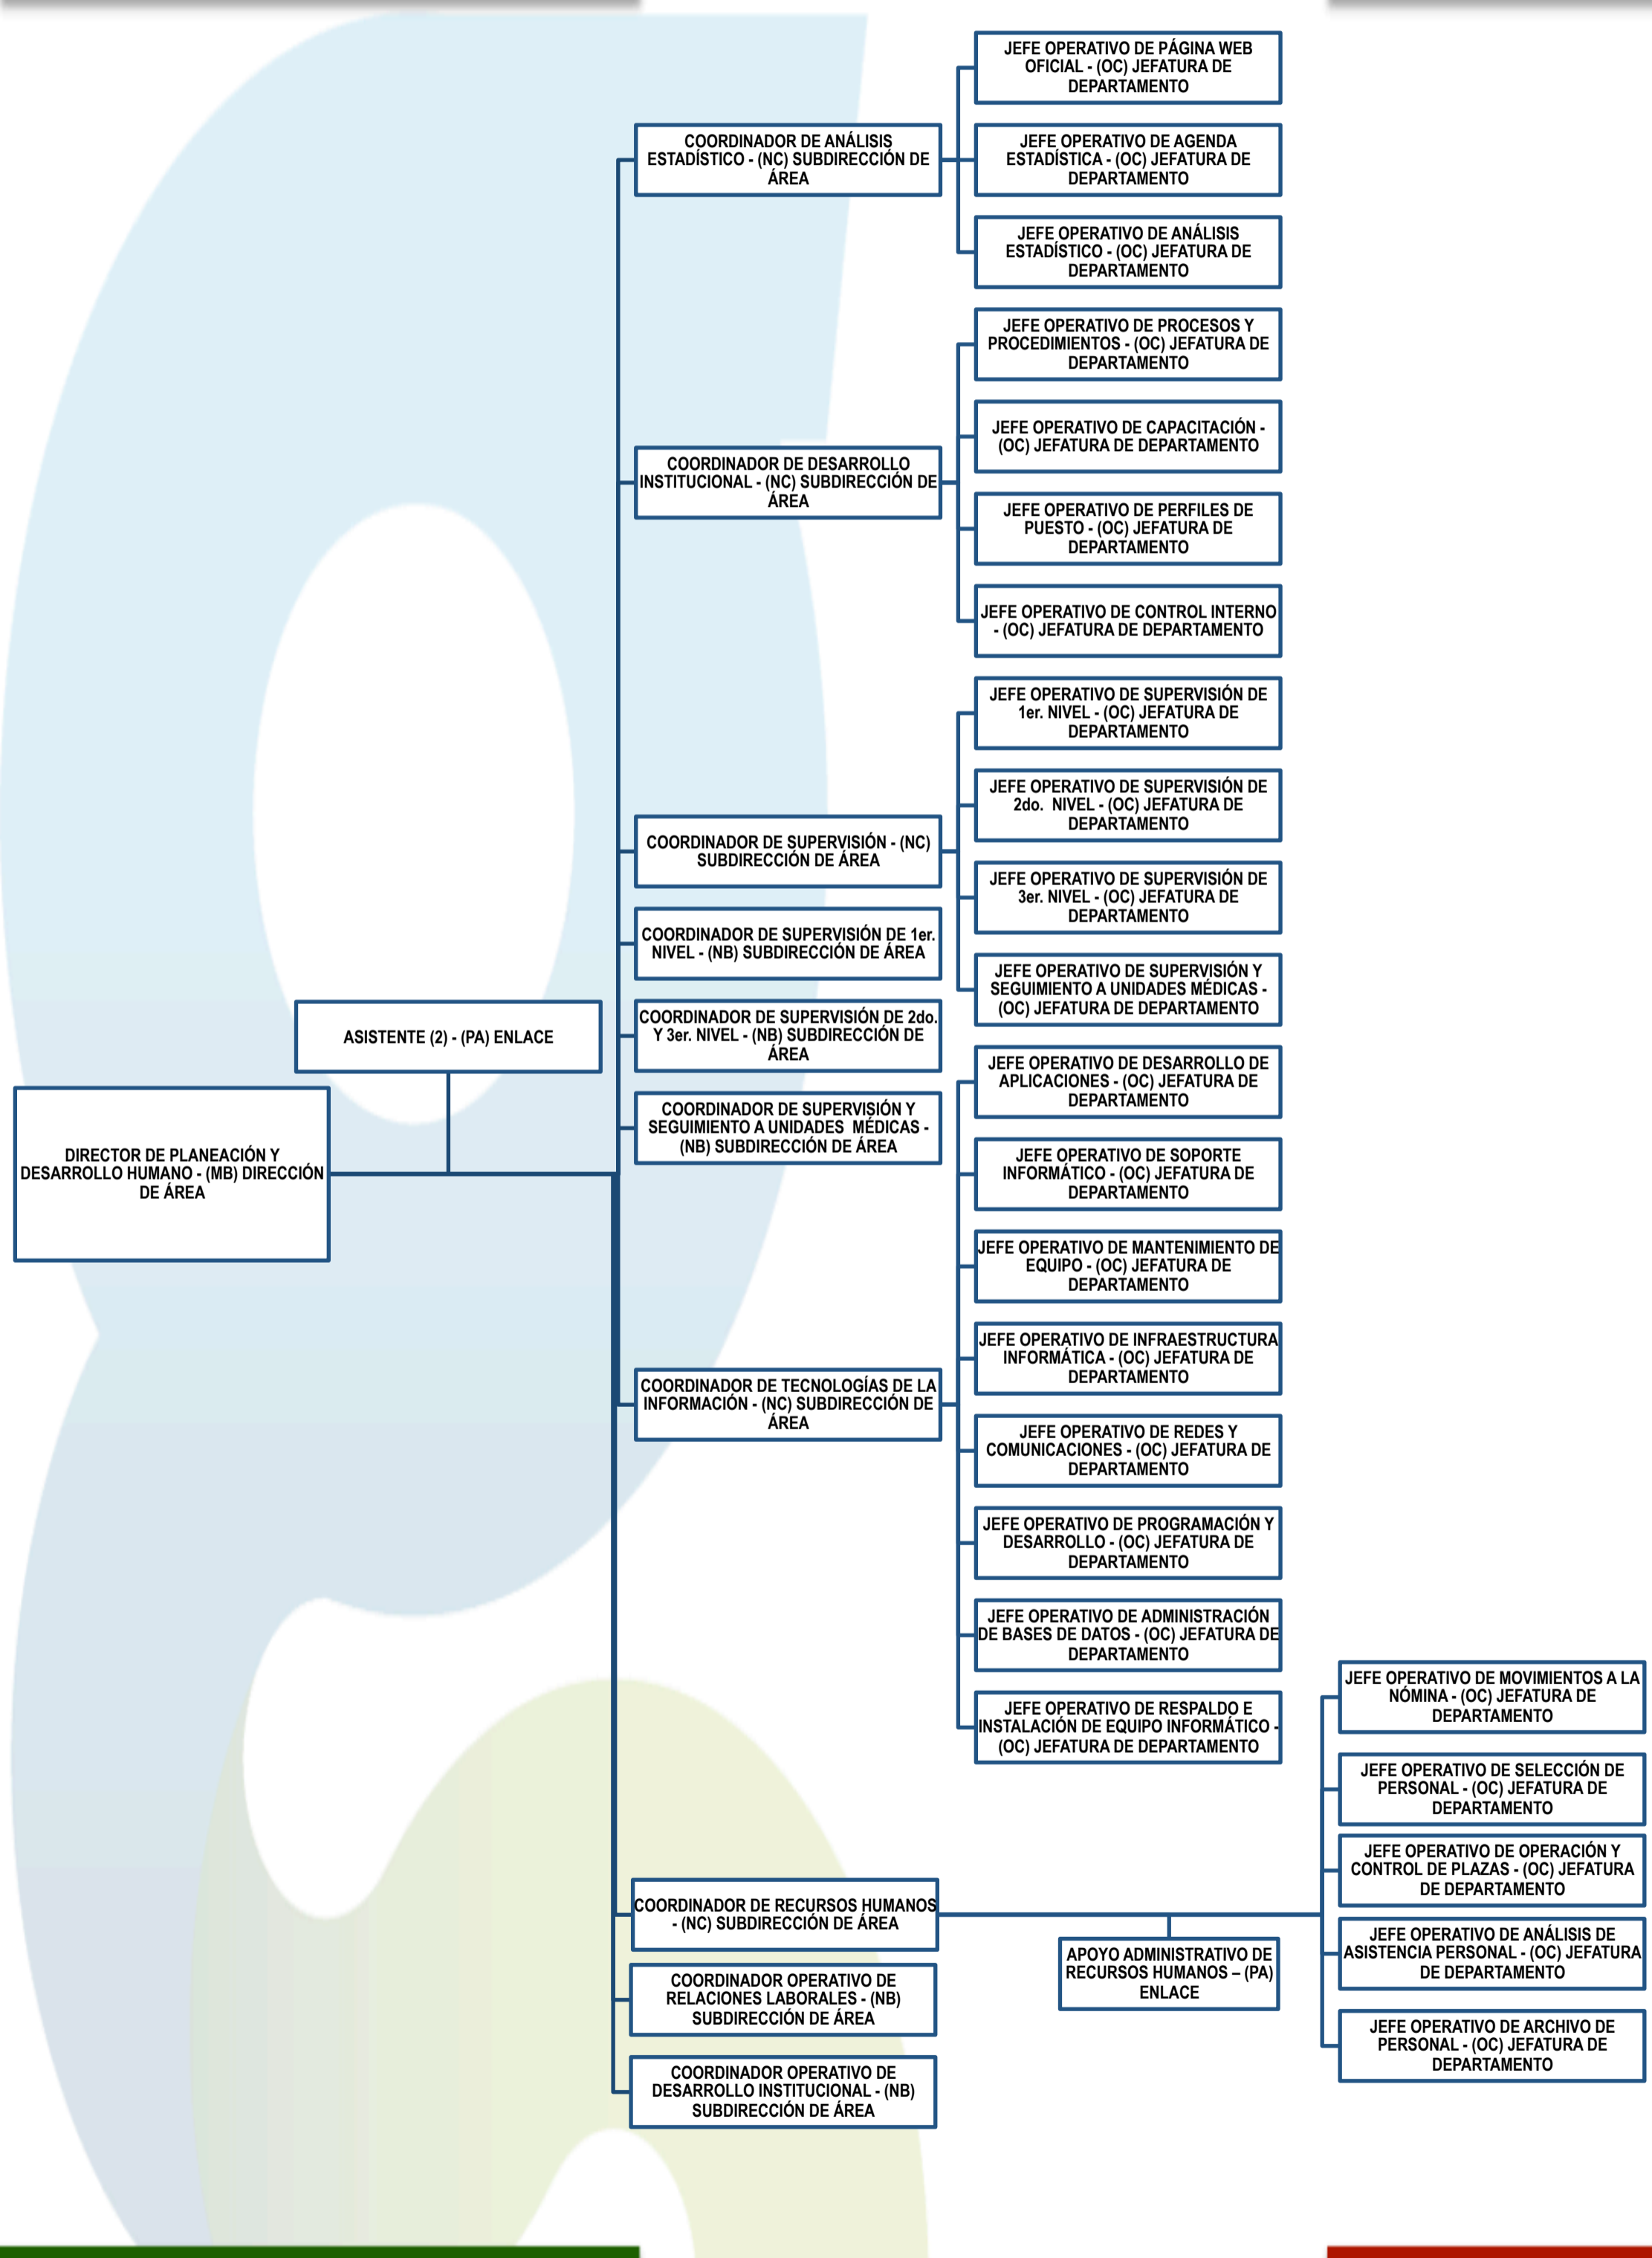 DIRECTOR DE PLANEACIÓN Y
DESARROLLO HUMANO - (MB) DIRECCIÓN
DE ÁREA
ASISTENTE (2) - (PA) ENLACE
COORDINADOR DE ANÁLISIS
ESTADÍSTICO - (NC) SUBDIRECCIÓN DE
ÁREA
JEFE OPERATIVO DE PÁGINA WEB
OFICIAL - (OC) JEFATURA DE
DEPARTAMENTO
JEFE OPERATIVO DE AGENDA
ESTADÍSTICA - (OC) JEFATURA DE
DEPARTAMENTO
JEFE OPERATIVO DE ANÁLISIS
ESTADÍSTICO - (OC) JEFATURA DE
DEPARTAMENTO
COORDINADOR DE DESARROLLO
INSTITUCIONAL - (NC) SUBDIRECCIÓN DE
ÁREA
JEFE OPERATIVO DE PROCESOS Y
PROCEDIMIENTOS - (OC) JEFATURA DE
DEPARTAMENTO
JEFE OPERATIVO DE CAPACITACIÓN -
(OC) JEFATURA DE DEPARTAMENTO
JEFE OPERATIVO DE PERFILES DE
PUESTO - (OC) JEFATURA DE
DEPARTAMENTO
JEFE OPERATIVO DE CONTROL INTERNO
- (OC) JEFATURA DE DEPARTAMENTO
COORDINADOR DE SUPERVISIÓN - (NC)
SUBDIRECCIÓN DE ÁREA
JEFE OPERATIVO DE SUPERVISIÓN DE
1er. NIVEL - (OC) JEFATURA DE
DEPARTAMENTO
JEFE OPERATIVO DE SUPERVISIÓN DE
2do.  NIVEL - (OC) JEFATURA DE
DEPARTAMENTO
JEFE OPERATIVO DE SUPERVISIÓN DE
3er. NIVEL - (OC) JEFATURA DE
DEPARTAMENTO
JEFE OPERATIVO DE SUPERVISIÓN Y
SEGUIMIENTO A UNIDADES MÉDICAS -
(OC) JEFATURA DE DEPARTAMENTO
COORDINADOR DE SUPERVISIÓN DE 1er.
NIVEL - (NB) SUBDIRECCIÓN DE ÁREA
COORDINADOR DE SUPERVISIÓN DE 2do.
Y 3er. NIVEL - (NB) SUBDIRECCIÓN DE
ÁREA
COORDINADOR DE SUPERVISIÓN Y
SEGUIMIENTO A UNIDADES  MÉDICAS -
(NB) SUBDIRECCIÓN DE ÁREA
COORDINADOR DE TECNOLOGÍAS DE LA
INFORMACIÓN - (NC) SUBDIRECCIÓN DE
ÁREA
JEFE OPERATIVO DE DESARROLLO DE
APLICACIONES - (OC) JEFATURA DE
DEPARTAMENTO
JEFE OPERATIVO DE SOPORTE
INFORMÁTICO - (OC) JEFATURA DE
DEPARTAMENTO
JEFE OPERATIVO DE MANTENIMIENTO DE
EQUIPO - (OC) JEFATURA DE
DEPARTAMENTO
JEFE OPERATIVO DE INFRAESTRUCTURA
INFORMÁTICA - (OC) JEFATURA DE
DEPARTAMENTO
JEFE OPERATIVO DE REDES Y
COMUNICACIONES - (OC) JEFATURA DE
DEPARTAMENTO
JEFE OPERATIVO DE PROGRAMACIÓN Y
DESARROLLO - (OC) JEFATURA DE
DEPARTAMENTO
JEFE OPERATIVO DE ADMINISTRACIÓN
DE BASES DE DATOS - (OC) JEFATURA DE
DEPARTAMENTO
JEFE OPERATIVO DE RESPALDO E
INSTALACIÓN DE EQUIPO INFORMÁTICO -
(OC) JEFATURA DE DEPARTAMENTO
COORDINADOR DE RECURSOS HUMANOS
- (NC) SUBDIRECCIÓN DE ÁREA
APOYO ADMINISTRATIVO DE
RECURSOS HUMANOS – (PA)
ENLACE
JEFE OPERATIVO DE MOVIMIENTOS A LA
NÓMINA - (OC) JEFATURA DE
DEPARTAMENTO
JEFE OPERATIVO DE SELECCIÓN DE
PERSONAL - (OC) JEFATURA DE
DEPARTAMENTO
JEFE OPERATIVO DE OPERACIÓN Y
CONTROL DE PLAZAS - (OC) JEFATURA
DE DEPARTAMENTO
JEFE OPERATIVO DE ANÁLISIS DE
ASISTENCIA PERSONAL - (OC) JEFATURA
DE DEPARTAMENTO
JEFE OPERATIVO DE ARCHIVO DE
PERSONAL - (OC) JEFATURA DE
DEPARTAMENTO
COORDINADOR OPERATIVO DE
RELACIONES LABORALES - (NB)
SUBDIRECCIÓN DE ÁREA
COORDINADOR OPERATIVO DE
DESARROLLO INSTITUCIONAL - (NB)
SUBDIRECCIÓN DE ÁREA